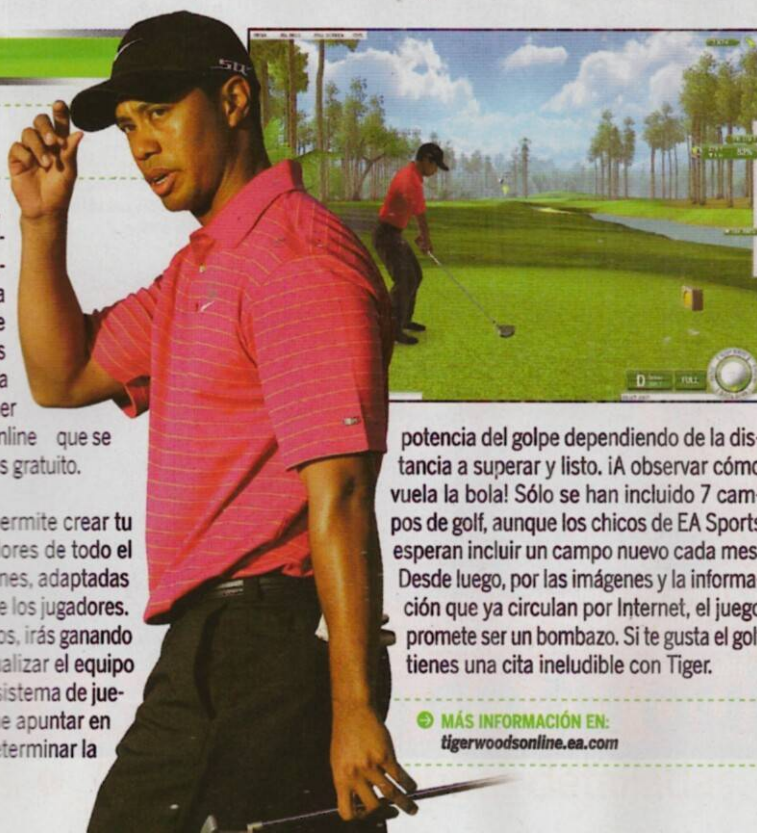 er
nline que se
s gratuito.
ermite crear tu
ores de todo el
nes, adaptadas
e los jugadores.
os, irás ganando
alizar el equipo
sistema de jue-
e apuntar en
eterminar la
potencia del golpe dependiendo de la dis-
tancia a superar y listo. ¡A observar cómo
vuela la bola! Sólo se han incluido 7 cam-
pos de golf, aunque los chicos de EA Sports
esperan incluir un campo nuevo cada mes
Desde luego, por las imágenes y la informa
ción que ya circulan por Internet, el juego
promete ser un bombazo. Si te gusta el gol
tienes una cita ineludible con Tiger.
MÁS INFORMACIÓN EN:
tigerwoodsonline.ea.com
D
FULL